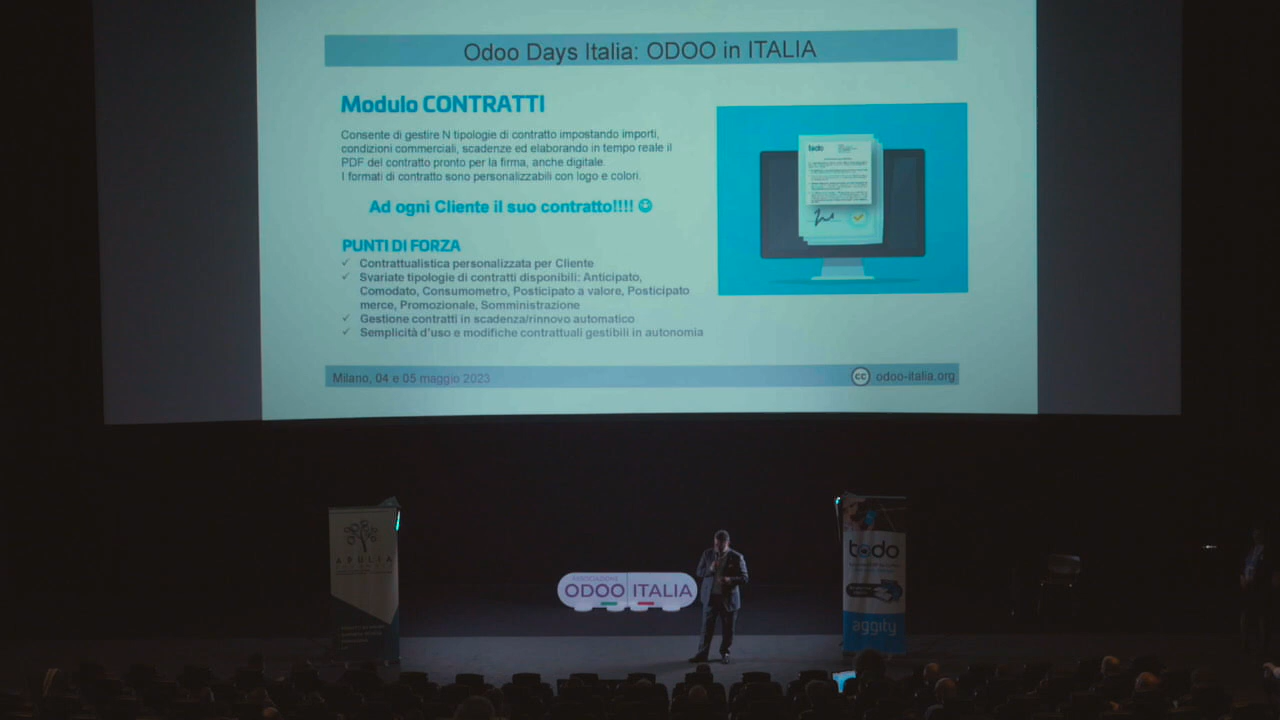 Odoo Days Italia: ODOO in ITALIA
Modulo CONTRATTI
Consente di gestire N tipologie di contratto impostando importi,
condizioni commerciali, scadenze ed elaborando in tempo reale il
PDF del contratto pronto per la firma, anche digitale.
I formati di contratto sono personalizzabili con logo e colori.
Ad ogni Cliente il suo contratto!!!! ☺
PUNTI DI FORZA
✓ Contrattualistica personalizzata per Cliente
✓ Svariate tipologie di contratti disponibili: Anticipato,
Comodato, Consumometro, Posticipato a valore, Posticipato
merce, Promozionale, Somministrazione
✓ Gestione contratti in scadenza/rinnovo automatico
✓ Semplicità d'uso e modifiche contrattuali gestibili in autonomia
todo
Milano, 04 e 05 maggio 2023
cc odoo-italia.org
APULIA
ASSOCIAZIONE
ODOO ITALIA
todo
aggity